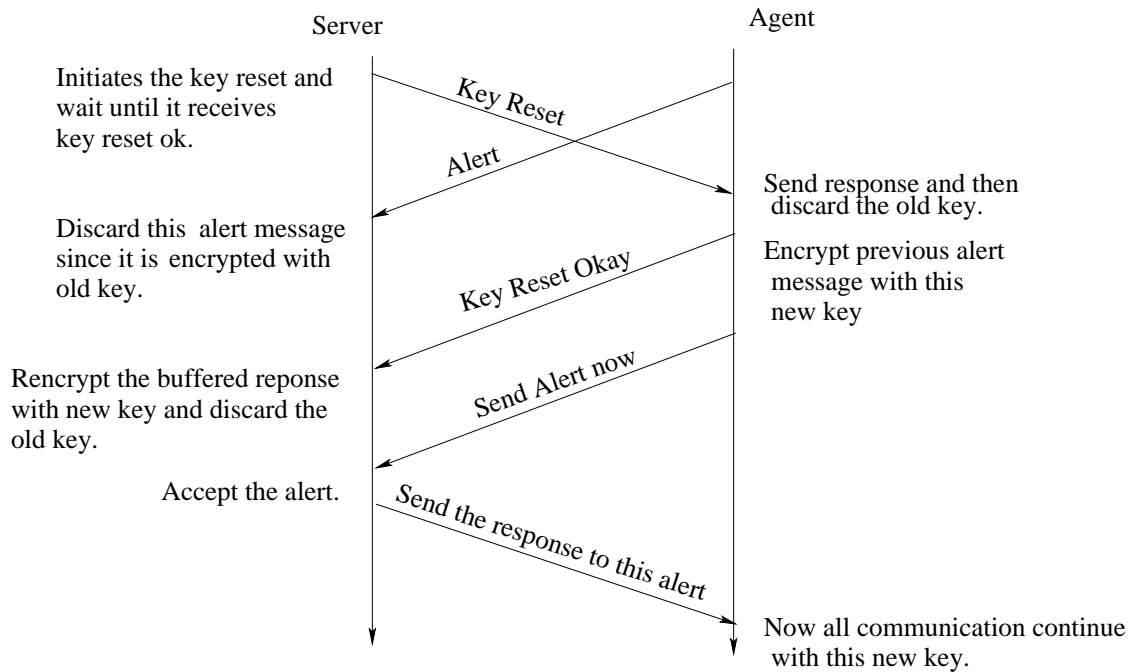 Server
Agent
Initiates the key reset and
wait until it receives
key reset ok.
Key Reset
Alert
Send response and then
discard the old key.
Discard this alert message
since it is encrypted with
old key.
Key Reset Okay
Encrypt previous alert
message with this
new key
Rencrypt the buffered reponse
with new key and discard the
old key.
Send Alert now
Accept the alert.
Send the response to this alert
Now all communication continue
with this new key.